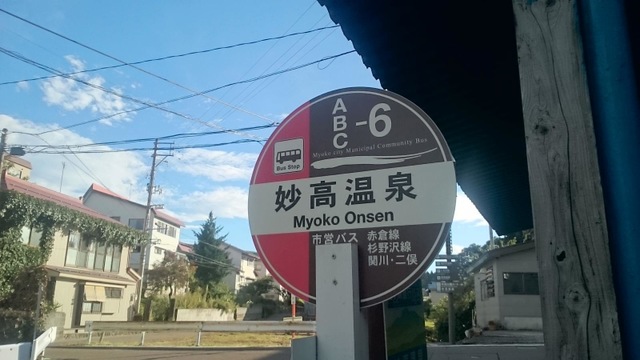 ABC-6
Myoko city Municipal Community Bus
Bus Stop
妙高温泉
Myoko Onsen
市営バス 赤倉線
杉野沢線
関川・二俣